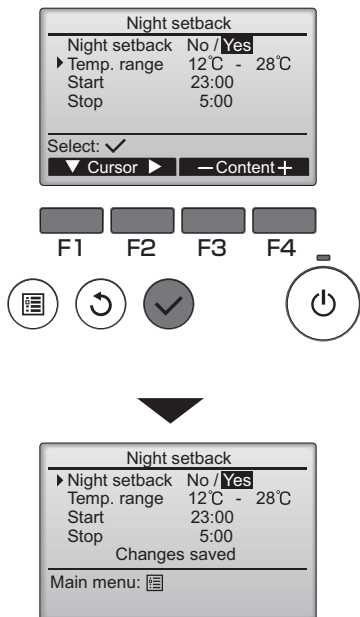 Night setback
Night setback No / Yes
Temp. range 12℃ - 28℃
Start 23:00
Stop 5:00
Select: ✓
▼ Cursor ▶ − Content +
F1 F2 F3 F4
Night setback
Night setback No / Yes
Temp. range 12℃ - 28℃
Start 23:00
Stop 5:00
Changes saved
Main menu: